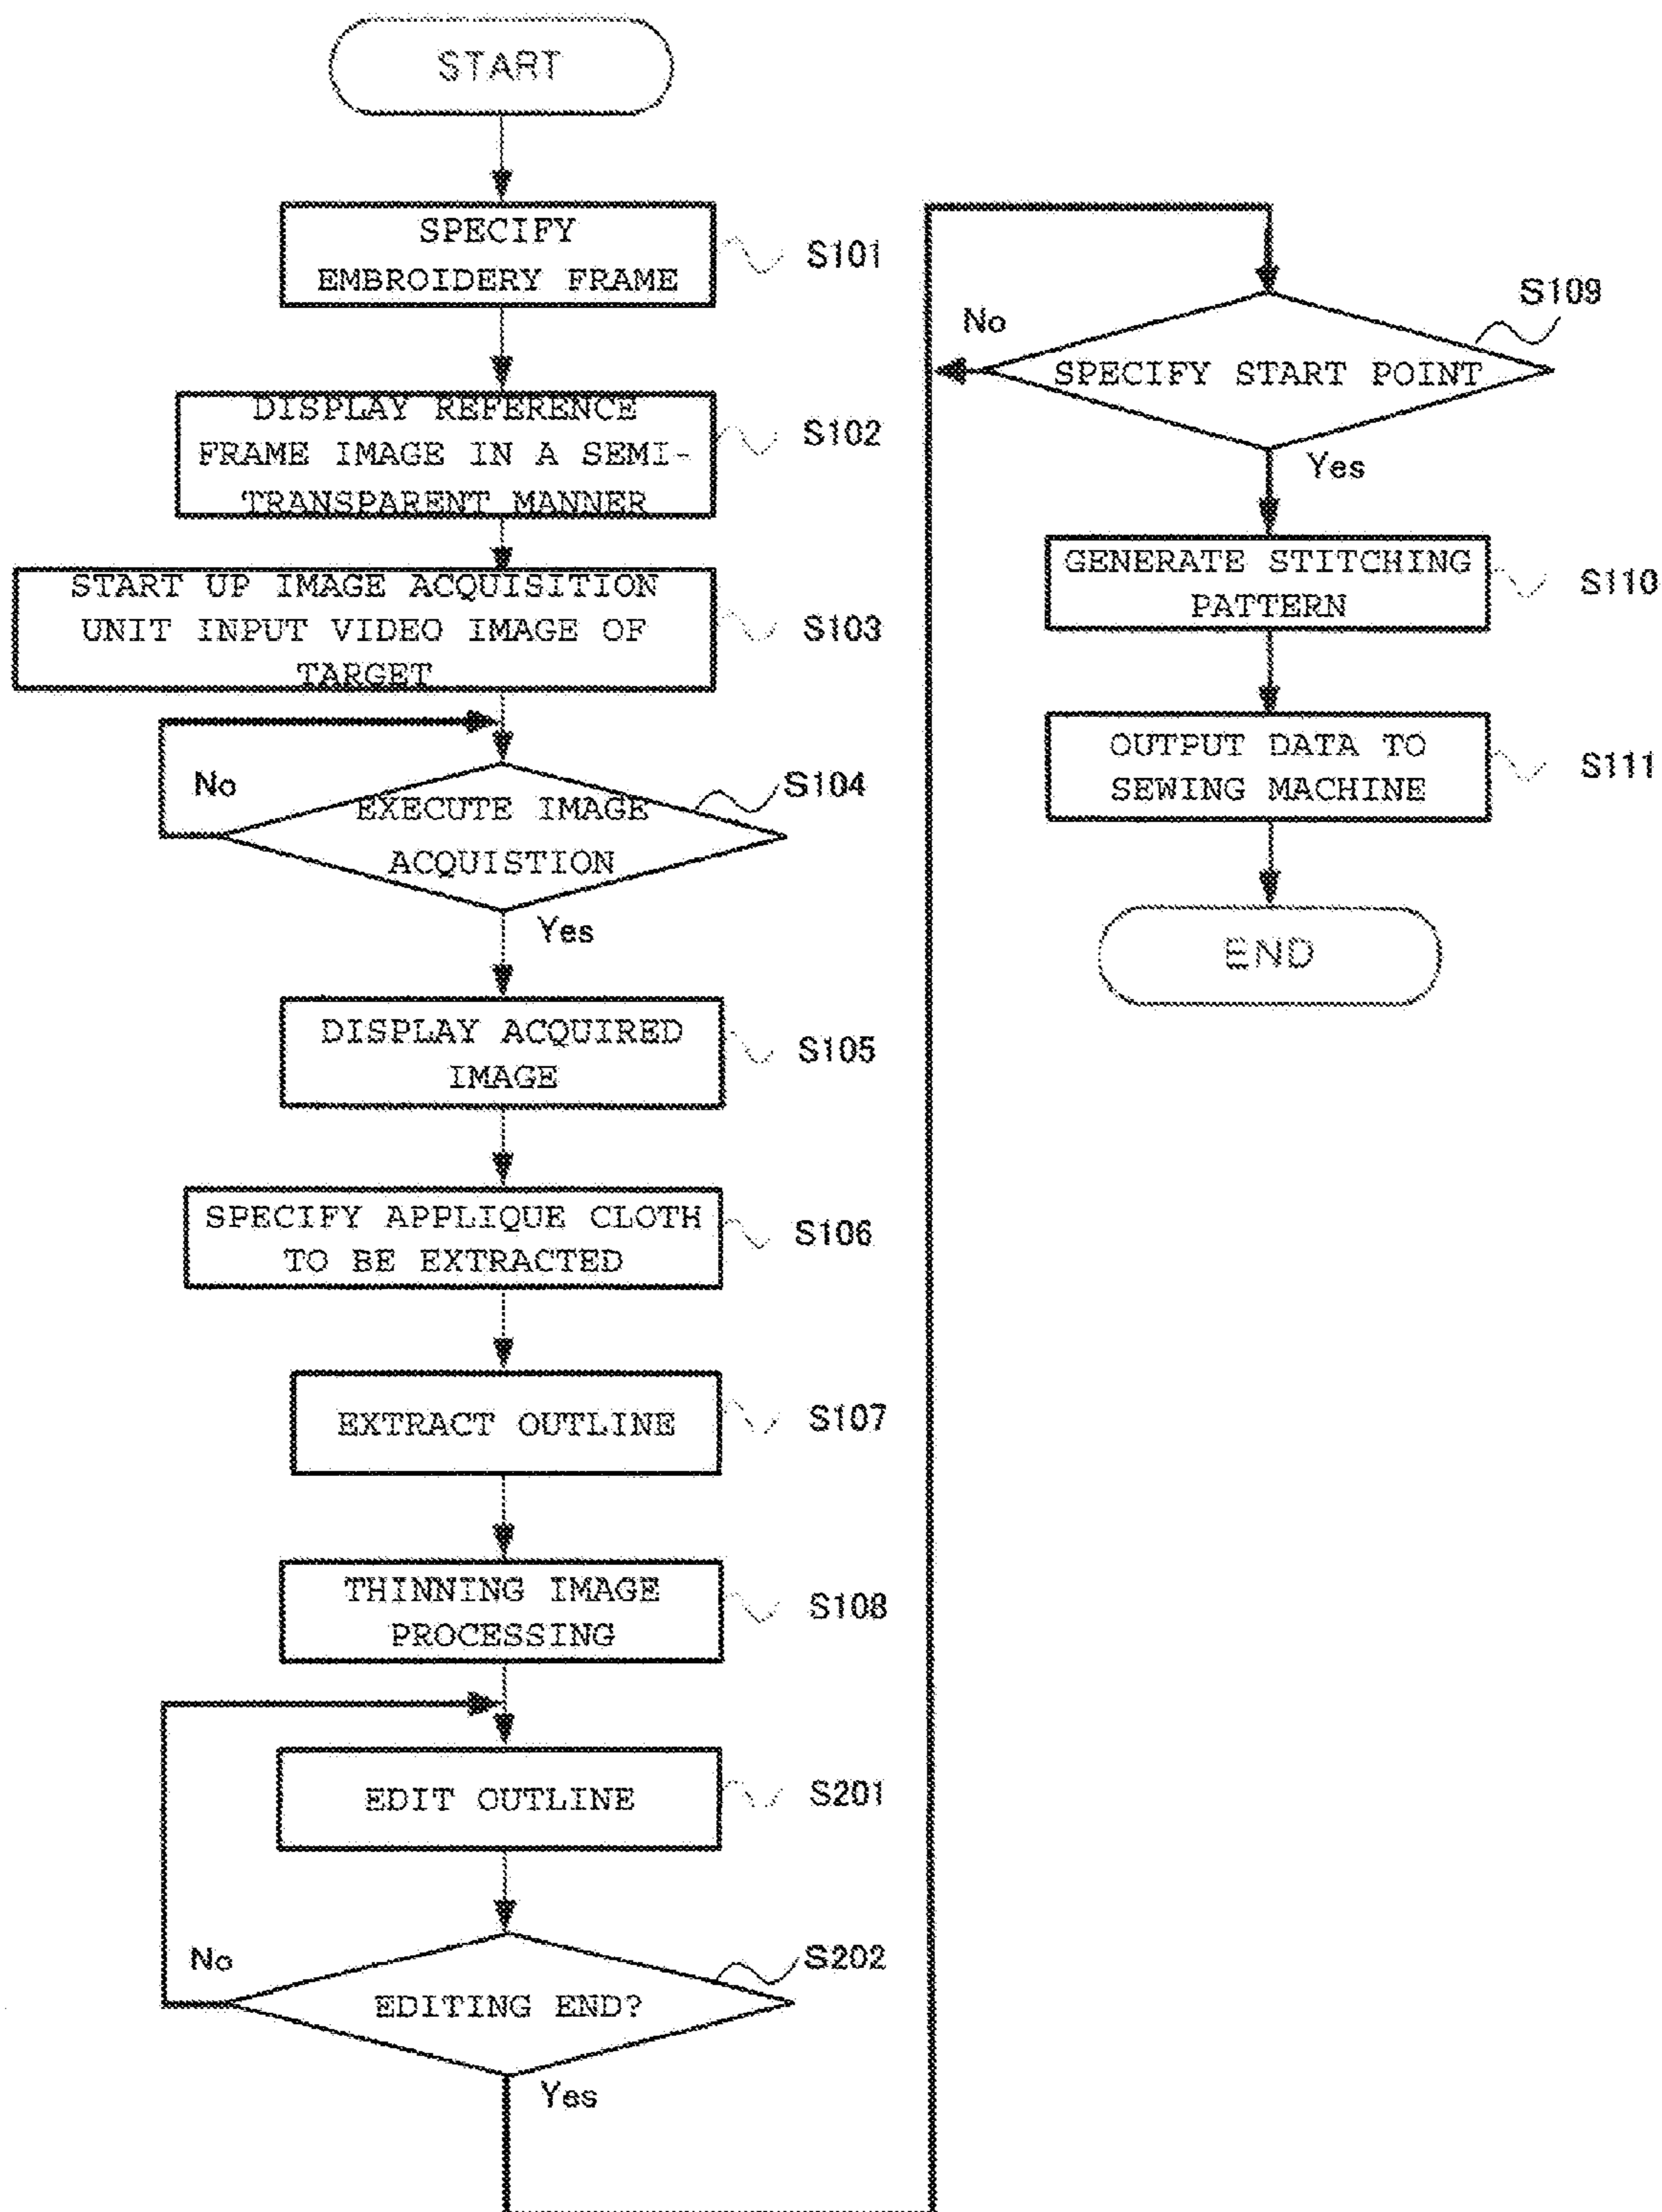 START
SPECIFY
EMBROIDERY FRAME
S101
DISPLAY REFERENCE
FRAME IMAGE IN A SEMI-
TRANSPARENT MANNER
S102
START UP IMAGE ACQUISITION
UNIT INPUT VIDEO IMAGE OF
TARGET
S103
No
EXECUTE IMAGE
ACQUISTION
S104
Yes
DISPLAY ACQUIRED
IMAGE
S105
SPECIFY APPLIQUE CLOTH
TO BE EXTRACTED
S106
EXTRACT OUTLINE
S107
THINNING IMAGE
PROCESSING
S108
EDIT OUTLINE
S201
No
EDITING END?
S202
Yes
No
SPECIFY START POINT
S109
Yes
GENERATE STITCHING
PATTERN
S110
OUTPUT DATA TO
SEWING MACHINE
S111
END